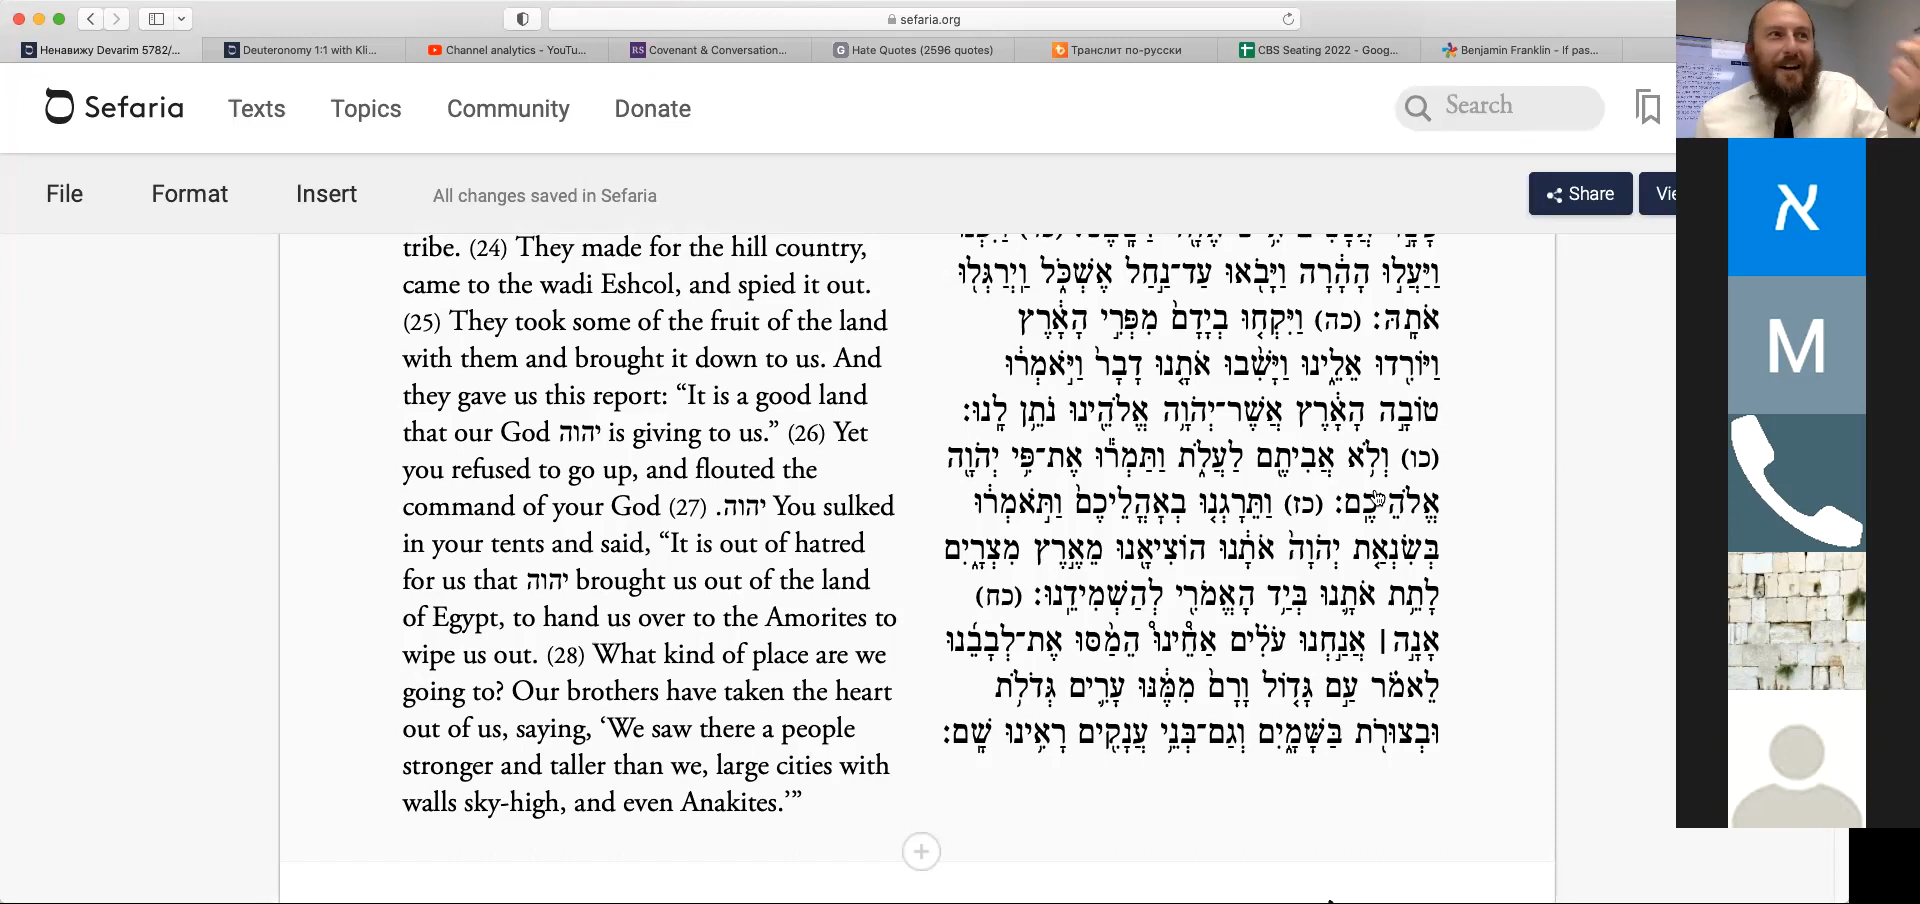 sefaria.org
Ненавижу Devarim 5782/...
Deuteronomy 1:1 with Kli...
Channel analytics - YouTu...
RS Covenant & Conversation...
G Hate Quotes (2596 quotes)
Транслит по-русски
CBS Seating 2022 - Goog...
Benjamin Franklin - If pas...
Sefaria
Texts
Topics
Community
Donate
Search
File
Format
Insert
All changes saved in Sefaria
Share
Vie
tribe. (24) They made for the hill country,
came to the wadi Eshcol, and spied it out.
(25) They took some of the fruit of the land
with them and brought it down to us. And
they gave us this report: “It is a good land
that our God יהוה is giving to us.” (26) Yet
you refused to go up, and flouted the
command of your God יהוה. (27) You sulked
in your tents and said, “It is out of hatred
for us that יהוה brought us out of the land
of Egypt, to hand us over to the Amorites to
wipe us out. (28) What kind of place are we
going to? Our brothers have taken the heart
out of us, saying, ‘We saw there a people
stronger and taller than we, large cities with
walls sky-high, and even Anakites.’”
וַיַּעֲל֣וּ הָהָ֔רָה וַיָּבֹ֖אוּ עַד־נַ֣חַל אֶשְׁכֹּ֑ל וַֽיְרַגְּל֖וּ
אֹתָֽהּ׃ (כה) וַיִּקְח֤וּ בְיָדָם֙ מִפְּרִ֣י הָאָ֔רֶץ
וַיּוֹרִ֖דוּ אֵלֵ֑ינוּ וַיָּשִׁ֨בוּ אֹתָ֤נוּ דָבָר֙ וַיֹּ֣אמְר֔וּ
טוֹבָ֣ה הָאָ֔רֶץ אֲשֶׁר־יְהֹוָ֥ה אֱלֹהֵ֖ינוּ נֹתֵ֥ן לָֽנוּ׃
(כו) וְלֹ֥א אֲבִיתֶ֖ם לַעֲלֹ֑ת וַתַּמְר֕וּ אֶת־פִּ֥י יְהֹוָ֖ה
אֱלֹהֵיכֶֽם׃ (כז) וַתֵּרָגְנ֤וּ בְאׇהֳלֵיכֶם֙ וַתֹּ֣אמְר֔וּ
בְּשִׂנְאַ֤ת יְהֹוָה֙ אֹתָ֔נוּ הוֹצִיאָ֖נוּ מֵאֶ֣רֶץ מִצְרָ֑יִם
לָתֵ֥ת אֹתָ֛נוּ בְּיַ֥ד הָאֱמֹרִ֖י לְהַשְׁמִידֵֽנוּ׃ (כח)
אָנָ֣ה ׀ אֲנַ֣חְנוּ עֹלִ֗ים אַחֵ֩ינוּ֩ הֵמַ֨סּוּ אֶת־לְבָבֵ֜נוּ
לֵאמֹ֗ר עַ֣ם גָּד֤וֹל וָרָם֙ מִמֶּ֔נּוּ עָרִ֛ים גְּדֹלֹ֥ת
וּבְצוּרֹ֖ת בַּשָּׁמָ֑יִם וְגַם־בְּנֵ֥י עֲנָקִ֖ים רָאִ֥ינוּ שָֽׁם׃
א
M